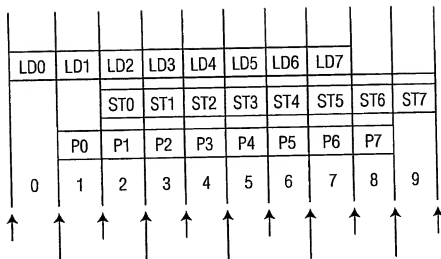 LD0 LD1 LD2 LD3 LD4 LD5 LD6 LD7
ST0 ST1 ST2 ST3 ST4 ST5 ST6 ST7
P0 P1 P2 P3 P4 P5 P6 P7
0 1 2 3 4 5 6 7 8 9